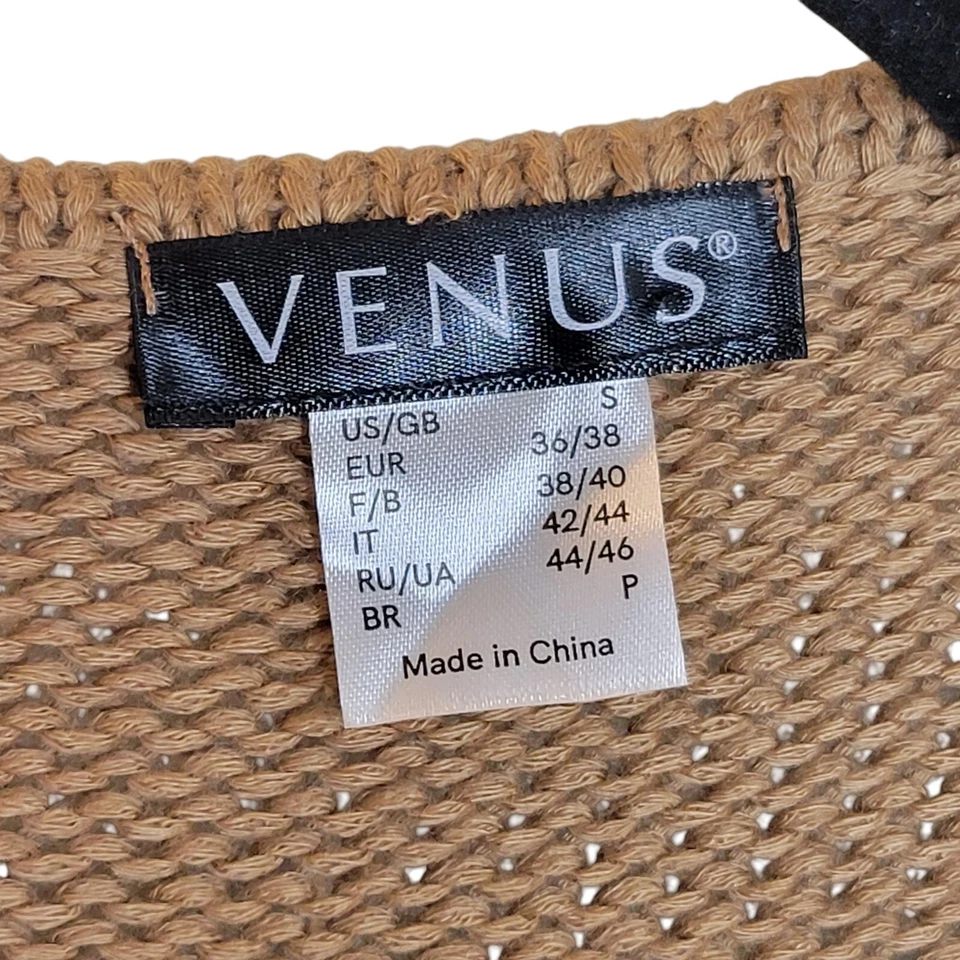 VENUS®
US/GB S
EUR 36/38
F/B 38/40
IT 42/44
RU/UA 44/46
BR P
Made in China